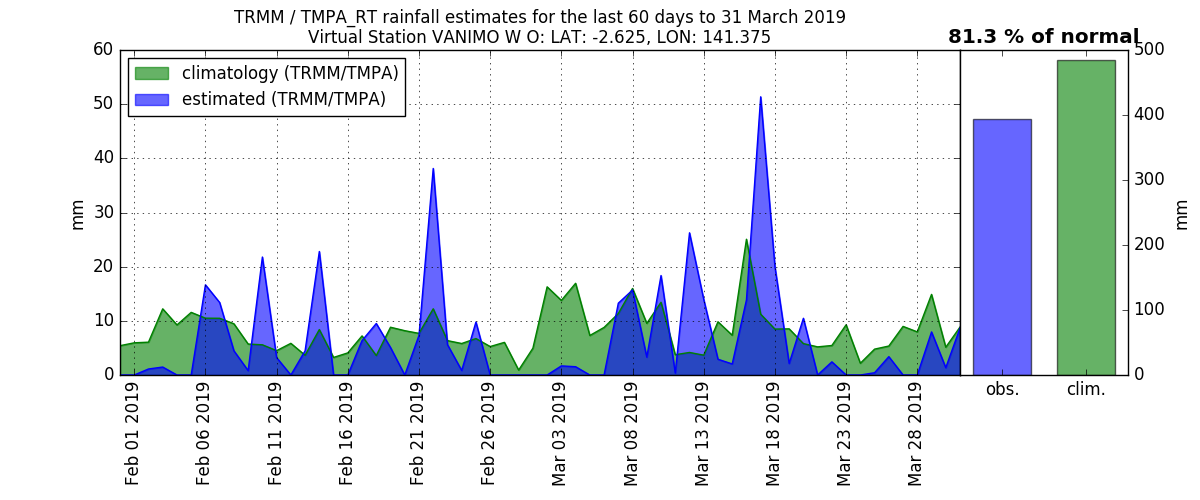 TRMM / TMPA_RT rainfall estimates for the last 60 days to 31 March 2019
Virtual Station VANIMO W O: LAT: -2.625, LON: 141.375
81.3 % of normal
climatology (TRMM/TMPA)
estimated (TRMM/TMPA)
mm
60
50
40
30
20
10
0
Feb 01 2019
Feb 06 2019
Feb 11 2019
Feb 16 2019
Feb 21 2019
Feb 26 2019
Mar 03 2019
Mar 08 2019
Mar 13 2019
Mar 18 2019
Mar 23 2019
Mar 28 2019
obs.
clim.
500
400
300
200
100
0
mm